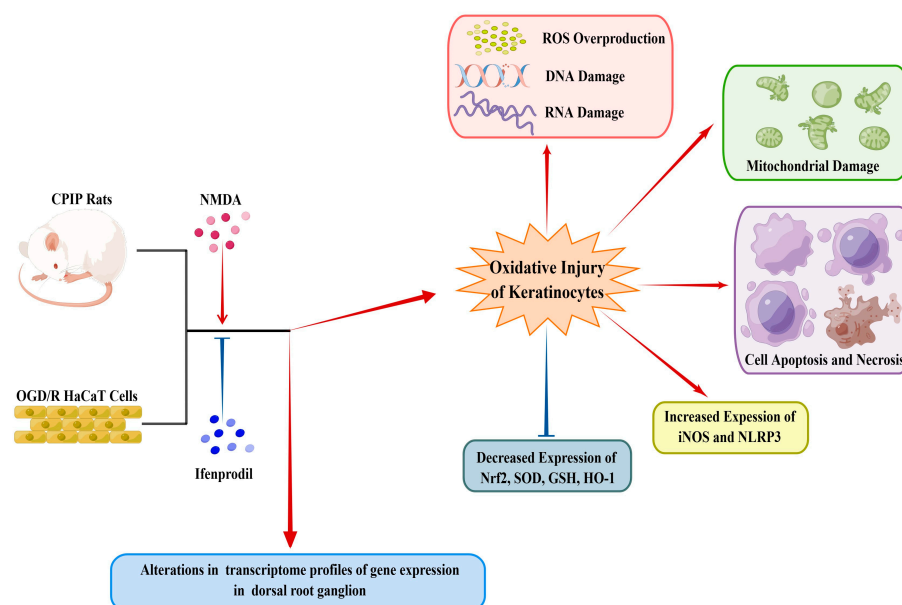 CPIP Rats
NMDA
OGD/R HaCaT Cells
Ifenprodil
ROS Overproduction
DNA Damage
RNA Damage
Mitochondrial Damage
Oxidative Injury
of Keratinocytes
Cell Apoptosis and Necrosis
Increased Expession of
iNOS and NLRP3
Decreased Expression of
Nrf2, SOD, GSH, HO-1
Alterations in transcriptome profiles of gene expression
in dorsal root ganglion